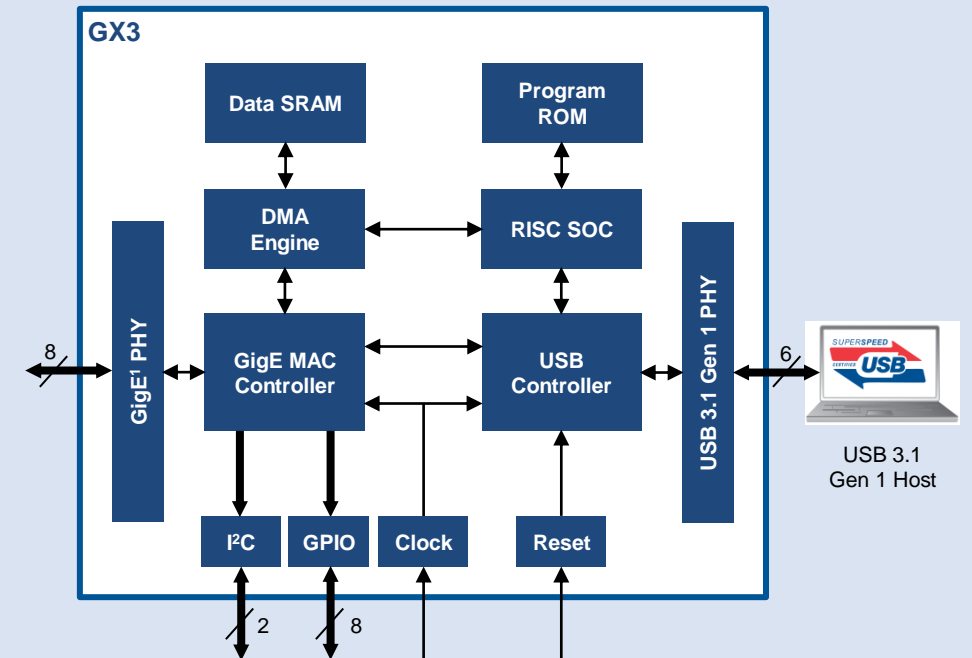 GX3
Data SRAM
Program
ROM
DMA
Engine
RISC SOC
GigE¹ PHY
GigE MAC
Controller
USB
Controller
USB 3.1 Gen 1 PHY
8
6
SUPERSPEED
CERTIFIED USB
USB 3.1
Gen 1 Host
I²C
GPIO
Clock
Reset
2
8